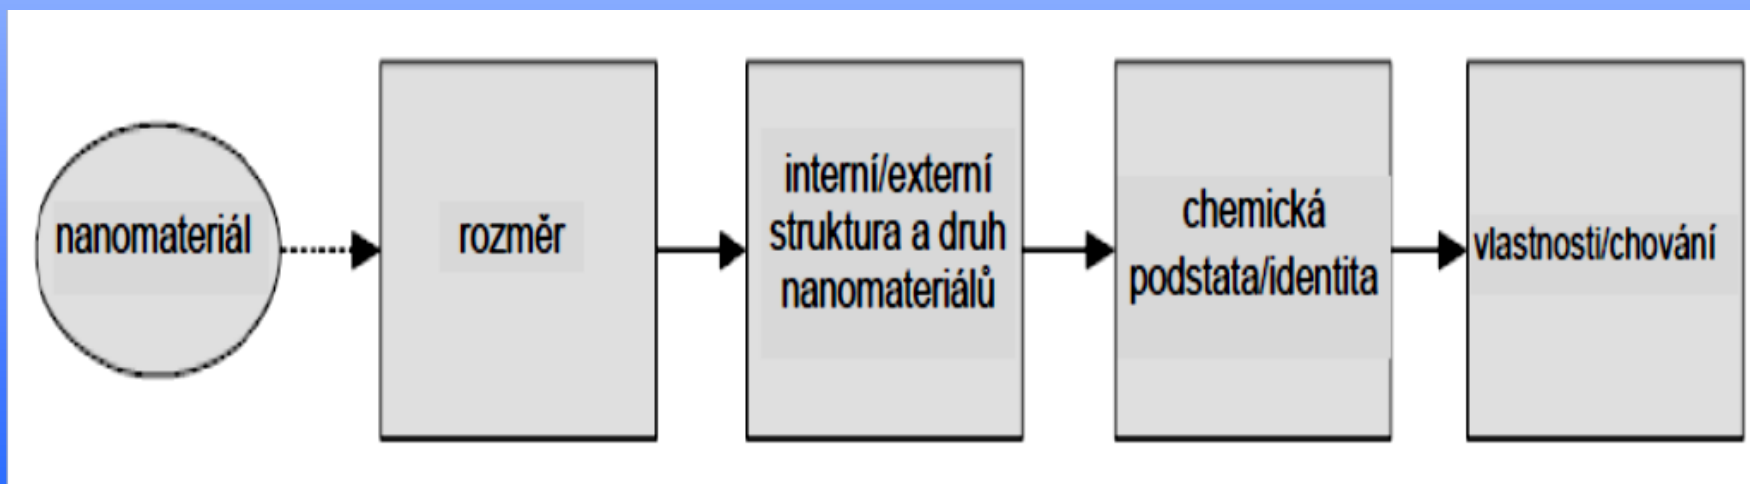 nanomateriál
rozměr
interní/externí
struktura a druh
nanomateriálů
chemická
podstata/identita
vlastnosti/chování